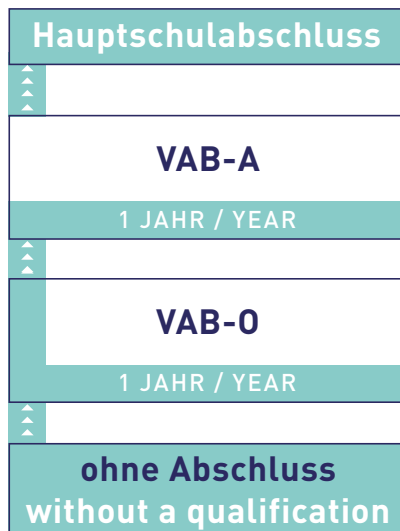 Hauptschulabschluss
VAB-A
1 JAHR / YEAR
VAB-O
1 JAHR / YEAR
ohne Abschluss
without a qualification